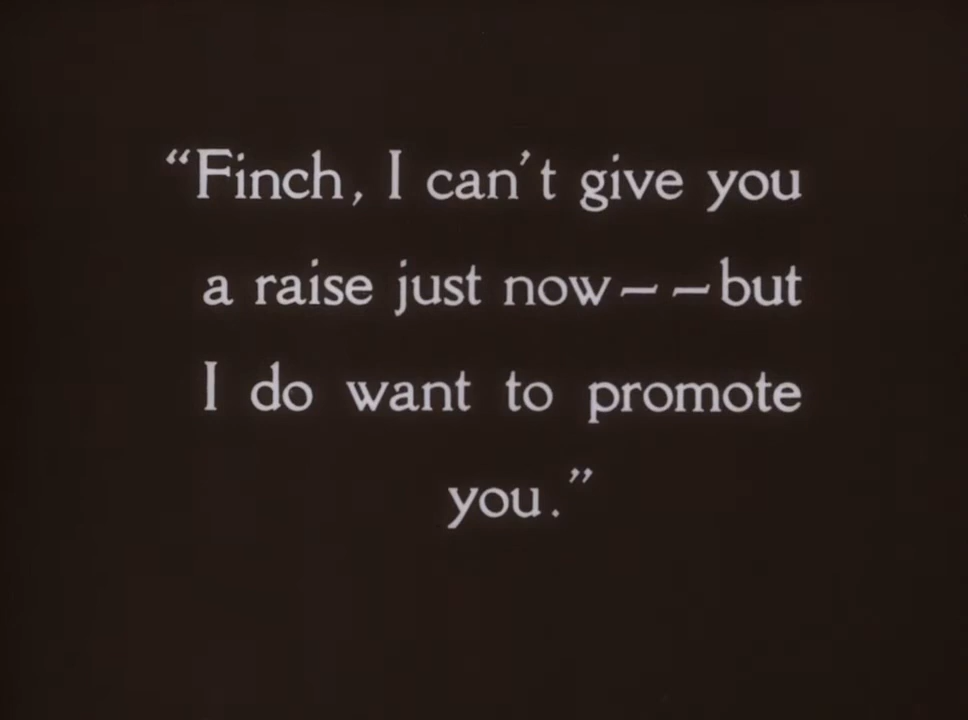 “Finch, I can’t give you
a raise just now — — but
I do want to promote
you.”